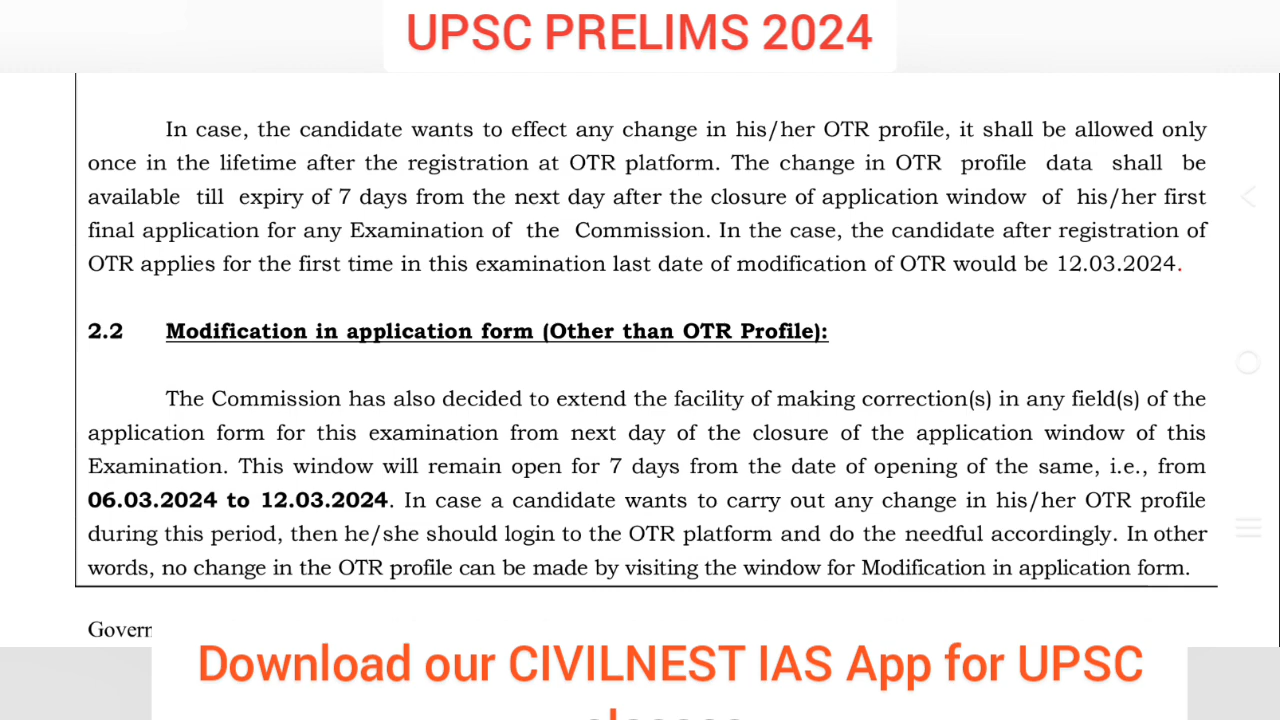 UPSC PRELIMS 2024
In case, the candidate wants to effect any change in his/her OTR profile, it shall be allowed only
once in the lifetime after the registration at OTR platform. The change in OTR profile data shall be
available till expiry of 7 days from the next day after the closure of application window of his/her first
final application for any Examination of the Commission. In the case, the candidate after registration of
OTR applies for the first time in this examination last date of modification of OTR would be 12.03.2024.
2.2 Modification in application form (Other than OTR Profile):
The Commission has also decided to extend the facility of making correction(s) in any field(s) of the
application form for this examination from next day of the closure of the application window of this
Examination. This window will remain open for 7 days from the date of opening of the same, i.e., from
06.03.2024 to 12.03.2024. In case a candidate wants to carry out any change in his/her OTR profile
during this period, then he/she should login to the OTR platform and do the needful accordingly. In other
words, no change in the OTR profile can be made by visiting the window for Modification in application form.
Govern
Download our CIVILNEST IAS App for UPSC